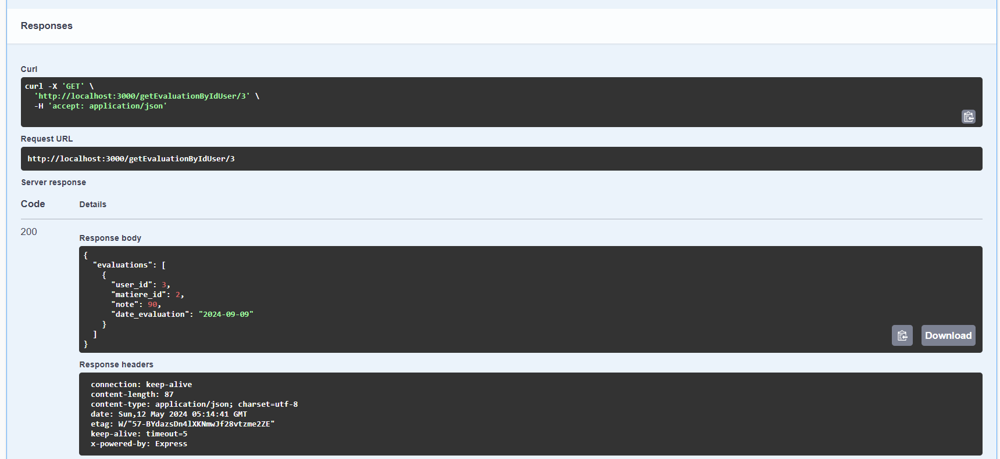 Responses
Curl
curl -X 'GET' \
  'http://localhost:3000/getEvaluationByIdUser/3' \
  -H 'accept: application/json'
Request URL
http://localhost:3000/getEvaluationByIdUser/3
Server response
Code Details
200
Response body
{
  "evaluations": [
    {
      "user_id": 3,
      "matiere_id": 2,
      "note": 90,
      "date_evaluation": "2024-09-09"
    }
  ]
}
Download
Response headers
connection: keep-alive
content-length: 87
content-type: application/json; charset=utf-8
date: Sun,12 May 2024 05:14:41 GMT
etag: W/"57-BYdazsDn4lXKNmwJf28vtzme2ZE"
keep-alive: timeout=5
x-powered-by: Express